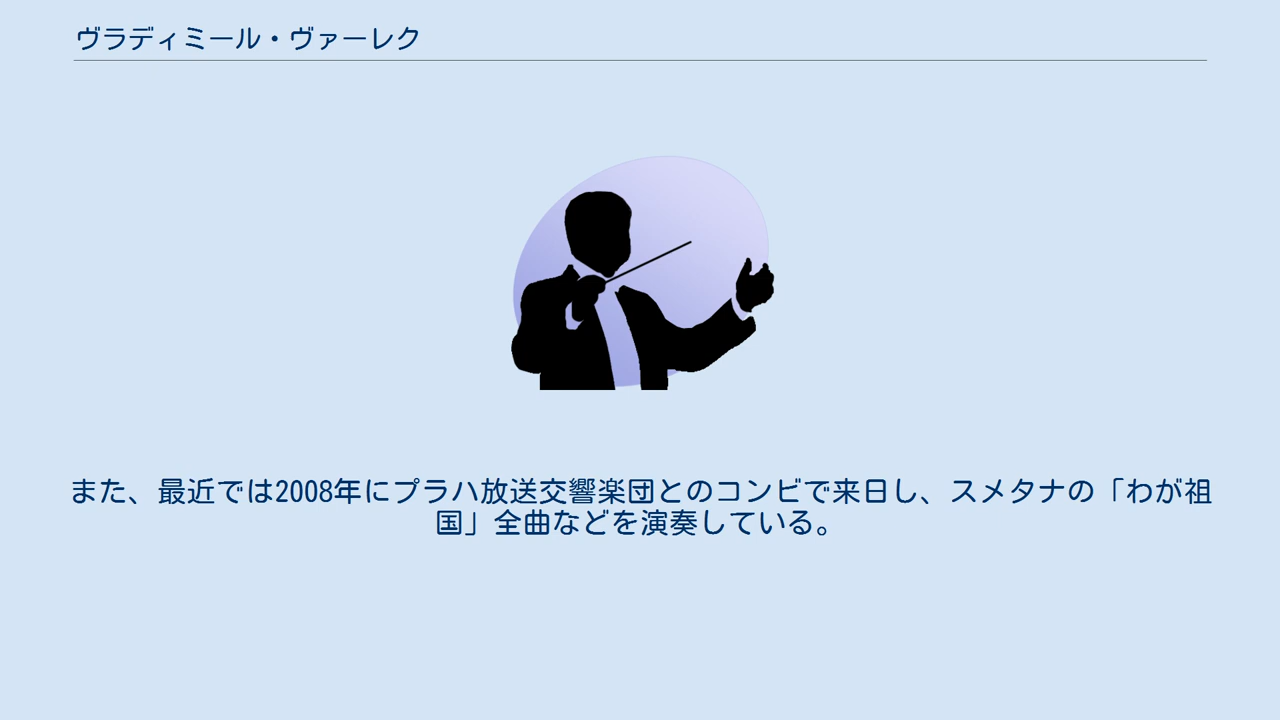 ヴラディミール・ヴァーレク
また、最近では2008年にプラハ放送交響楽団とのコンビで来日し、スメタナの「わが祖
国」全曲などを演奏している。